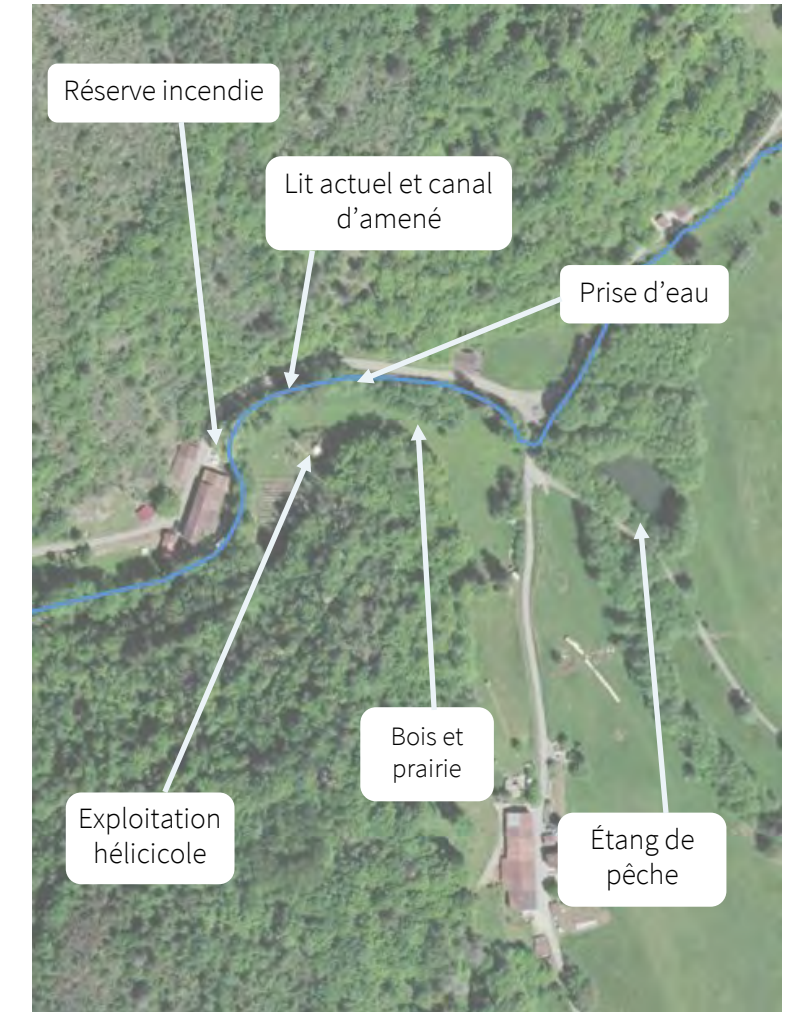 Réserve incendie
Lit actuel et canal
d’amené
Prise d’eau
Bois et
prairie
Exploitation
hélicicole
Étang de
pêche